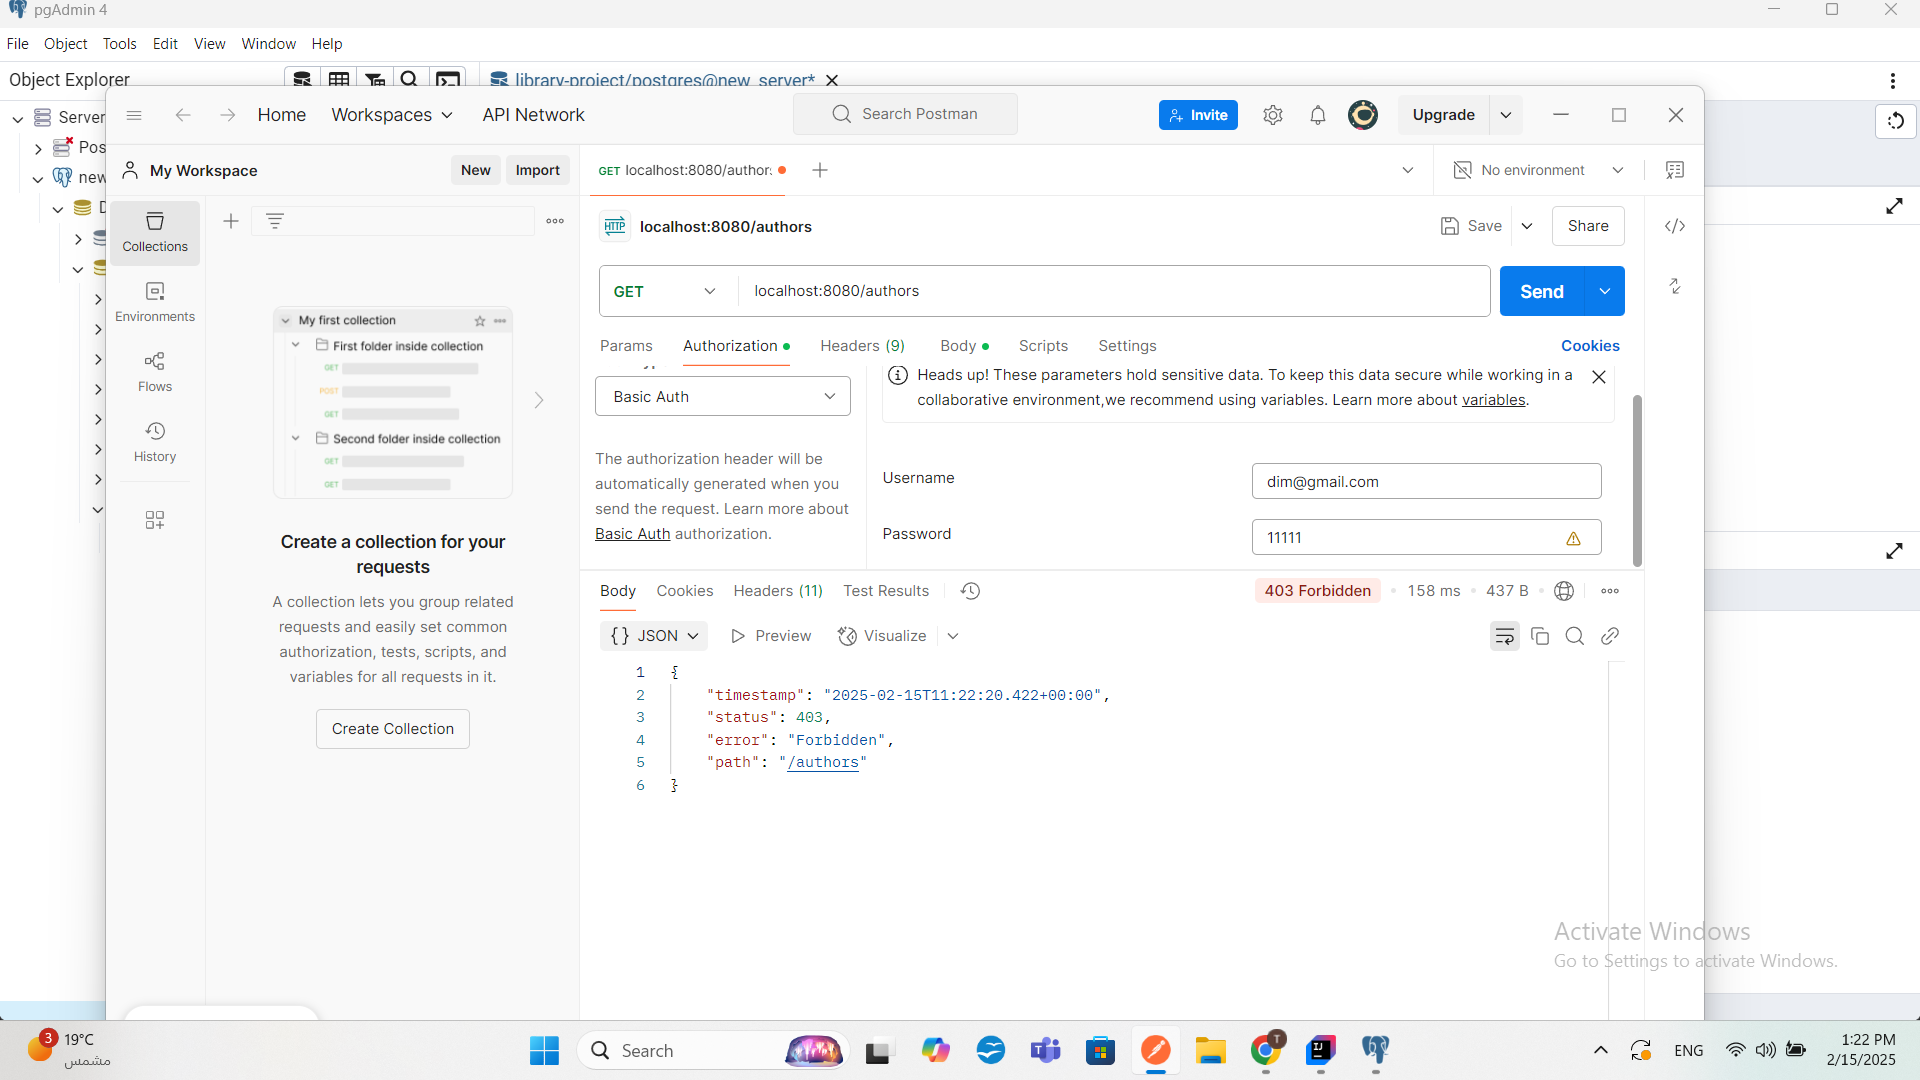 pgAdmin 4
File Object Tools Edit View Window Help
Object Explorer
library-project/postgres@new_server*
Home Workspaces API Network
Search Postman
Invite
Upgrade
My Workspace
New Import
GET localhost:8080/author
No environment
Collections
Environments
Flows
History
My first collection
First folder inside collection
GET
POST
GET
Second folder inside collection
GET
GET
Create a collection for your
requests
A collection lets you group related
requests and easily set common
authorization, tests, scripts, and
variables for all requests in it.
Create Collection
HTTP localhost:8080/authors
Save Share
GET localhost:8080/authors
Send
Params Authorization Headers (9) Body Scripts Settings Cookies
Basic Auth
Heads up! These parameters hold sensitive data. To keep this data secure while working in a
collaborative environment,we recommend using variables. Learn more about variables.
The authorization header will be
automatically generated when you
send the request. Learn more about
Basic Auth authorization.
Username dim@gmail.com
Password 11111
Body Cookies Headers (11) Test Results
403 Forbidden • 158 ms • 437 B
{} JSON Preview Visualize
1 {
2 "timestamp": "2025-02-15T11:22:20.422+00:00",
3 "status": 403,
4 "error": "Forbidden",
5 "path": "/authors"
6 }
Activate Windows
Go to Settings to activate Windows.
3
19°C
مشمس
Search
T
ENG
1:22 PM
2/15/2025